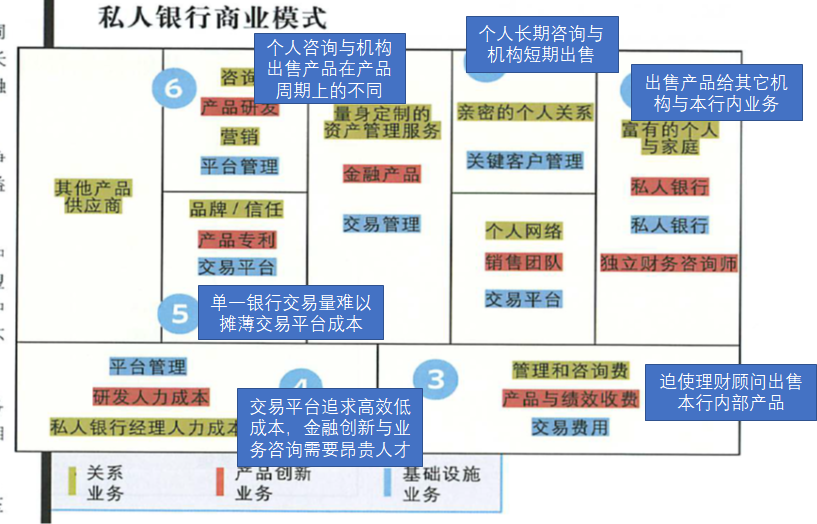 私人银行商业模式
个人咨询与机构
出售产品在产品
周期上的不同
个人长期咨询与
机构短期出售
出售产品给其它机
构与本行内业务
6
咨询
产品研发
营销
平台管理
其他产品
供应商
品牌/信任
产品专利
交易平台
5
单一银行交易量难以
摊薄交易平台成本
量身定制的
资产管理服务
金融产品
交易管理
亲密的个人关系
关键客户管理
个人网络
销售团队
交易平台
富有的个人
与家庭
私人银行
私人银行
独立财务咨询师
平台管理
研发人力成本
私人银行经理人力成本
4
交易平台追求高效低
成本，金融创新与业
务咨询需要昂贵人才
3
管理和咨询费
产品与绩效收费
交易费用
迫使理财顾问出售
本行内部产品
关系
业务
产品创新
业务
基础设施
业务